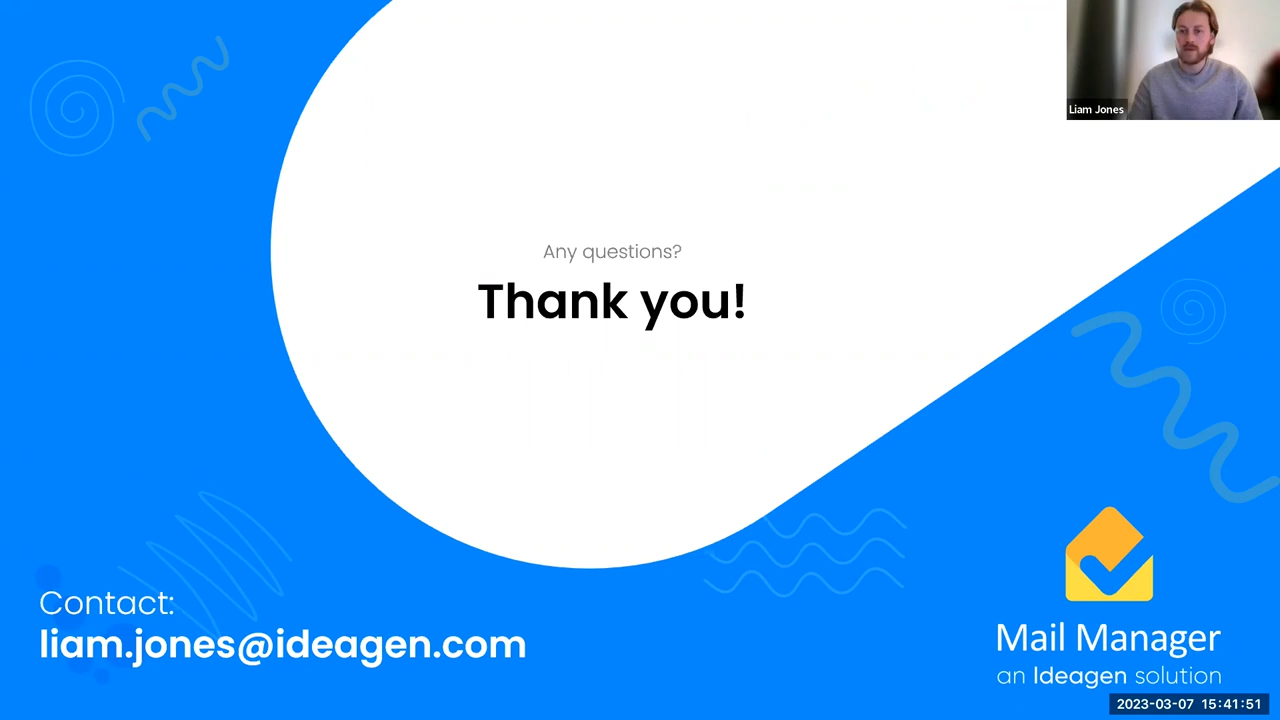 Liam Jones
Any questions?
Thank you!
Contact:
liam.jones@ideagen.com
Mail Manager
an Ideagen solution
2023-03-07 15:41:51